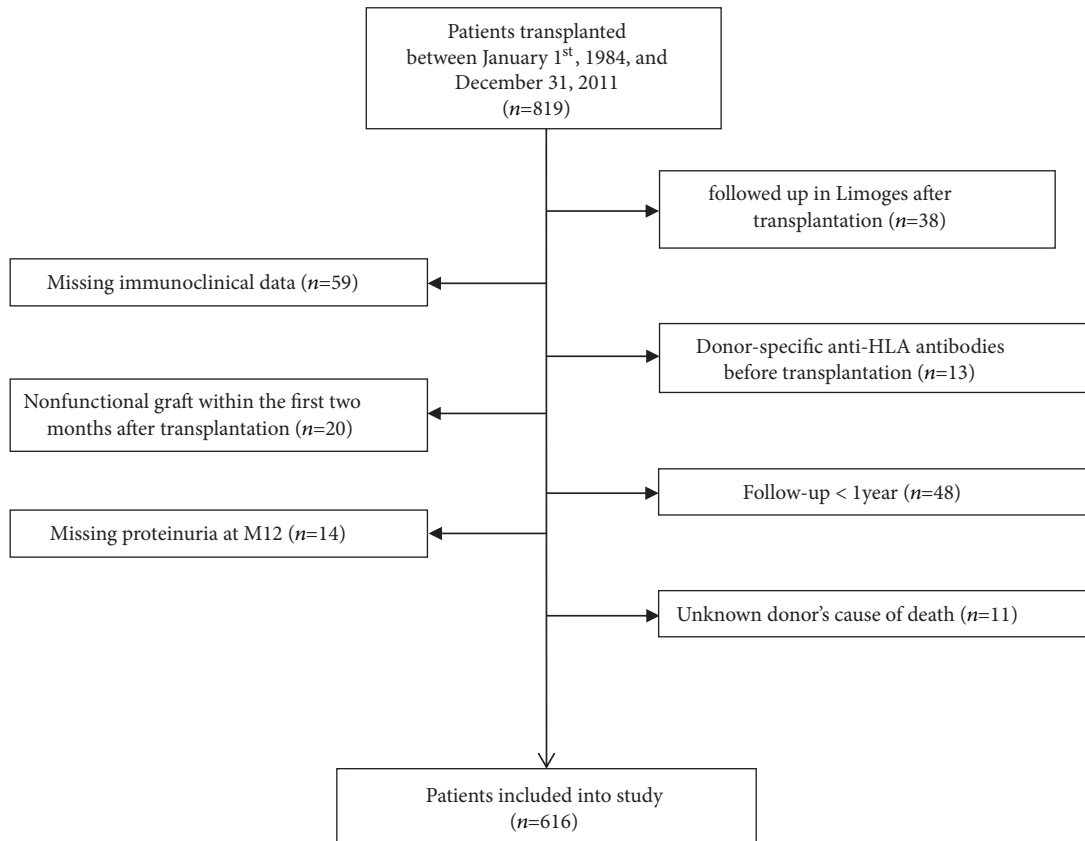 Patients transplanted
between January 1st, 1984, and
December 31, 2011
(n=819)
followed up in Limoges after
transplantation (n=38)
Missing immunoclinical data (n=59)
Donor-specific anti-HLA antibodies
before transplantation (n=13)
Nonfunctional graft within the first two
months after transplantation (n=20)
Follow-up < 1year (n=48)
Missing proteinuria at M12 (n=14)
Unknown donor's cause of death (n=11)
Patients included into study
(n=616)